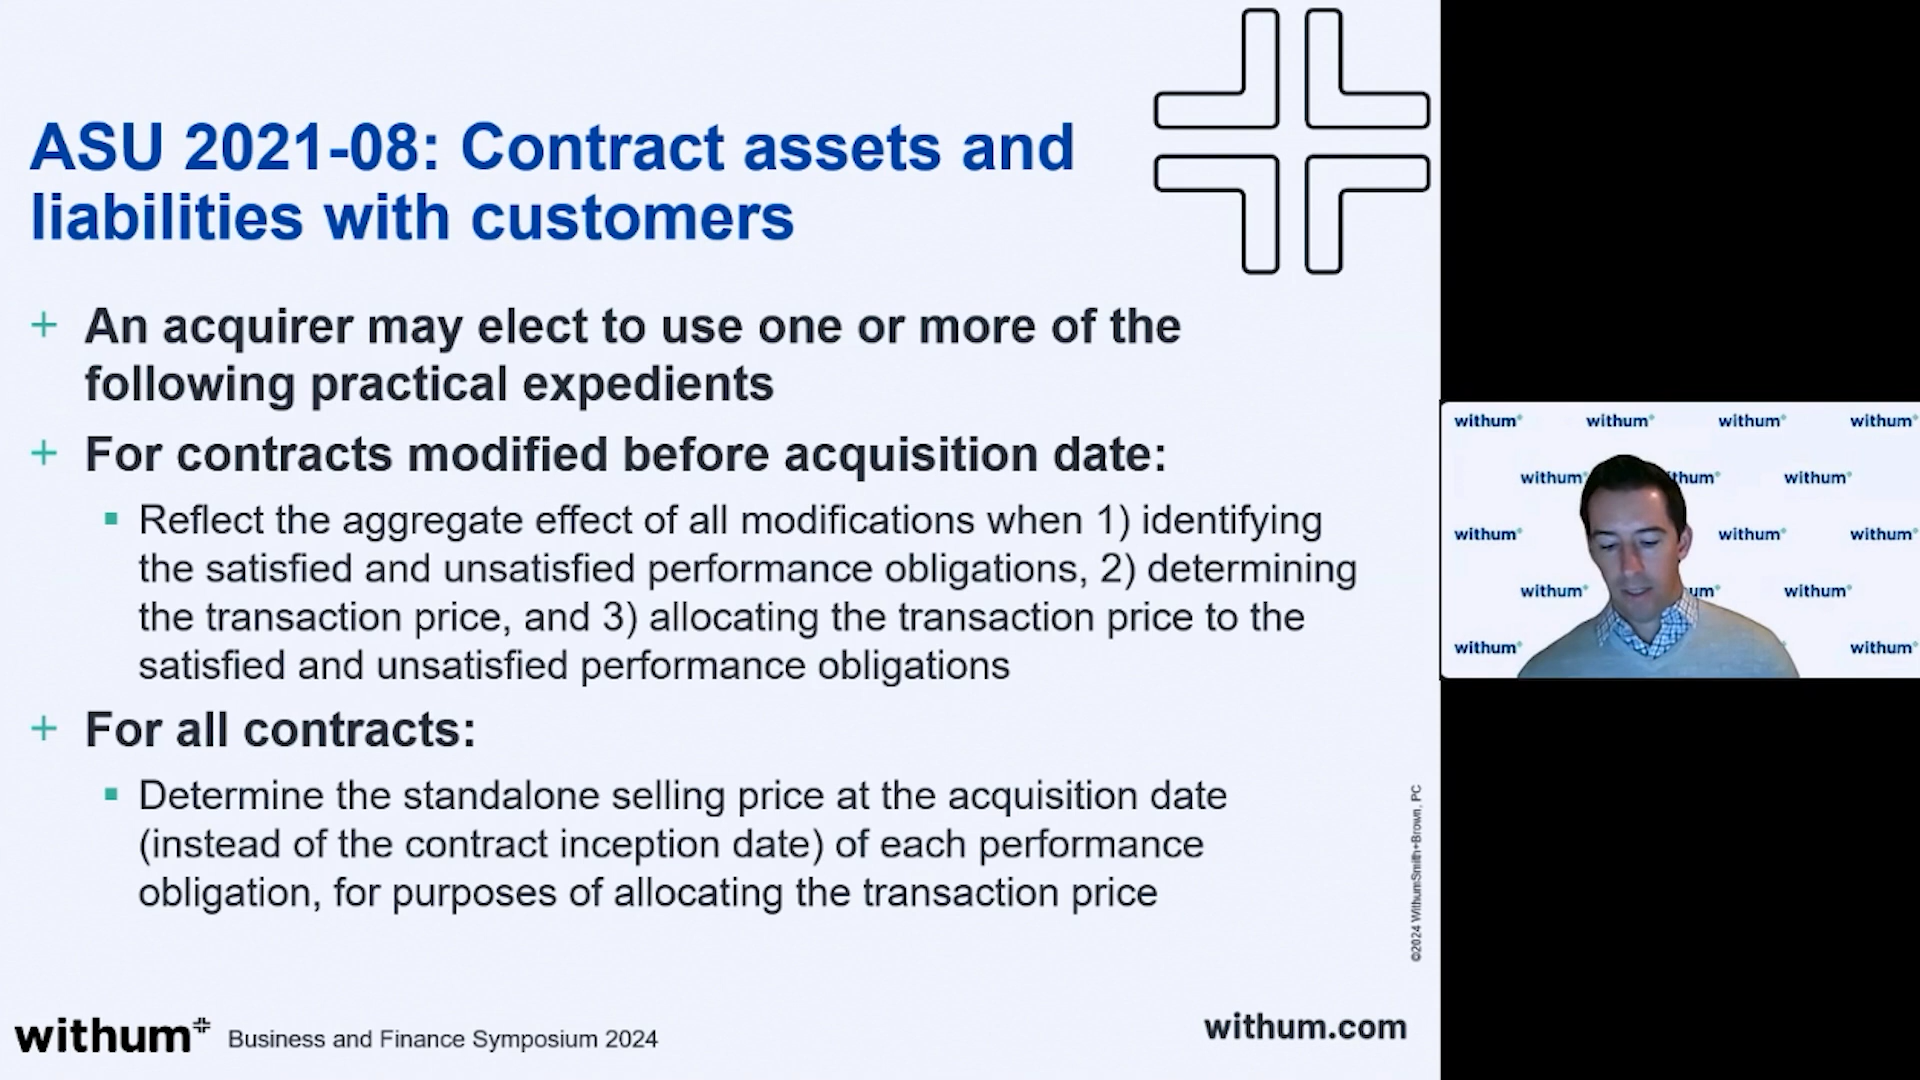 ASU 2021-08: Contract assets and
liabilities with customers
+ An acquirer may elect to use one or more of the
following practical expedients
+ For contracts modified before acquisition date:
▪ Reflect the aggregate effect of all modifications when 1) identifying
the satisfied and unsatisfied performance obligations, 2) determining
the transaction price, and 3) allocating the transaction price to the
satisfied and unsatisfied performance obligations
+ For all contracts:
▪ Determine the standalone selling price at the acquisition date
(instead of the contract inception date) of each performance
obligation, for purposes of allocating the transaction price
©2024 WithumSmith+Brown, PC
withum Business and Finance Symposium 2024
withum.com
withum withum withum withum
withum thum withum
withum withum withum
withum um withum
withum withum